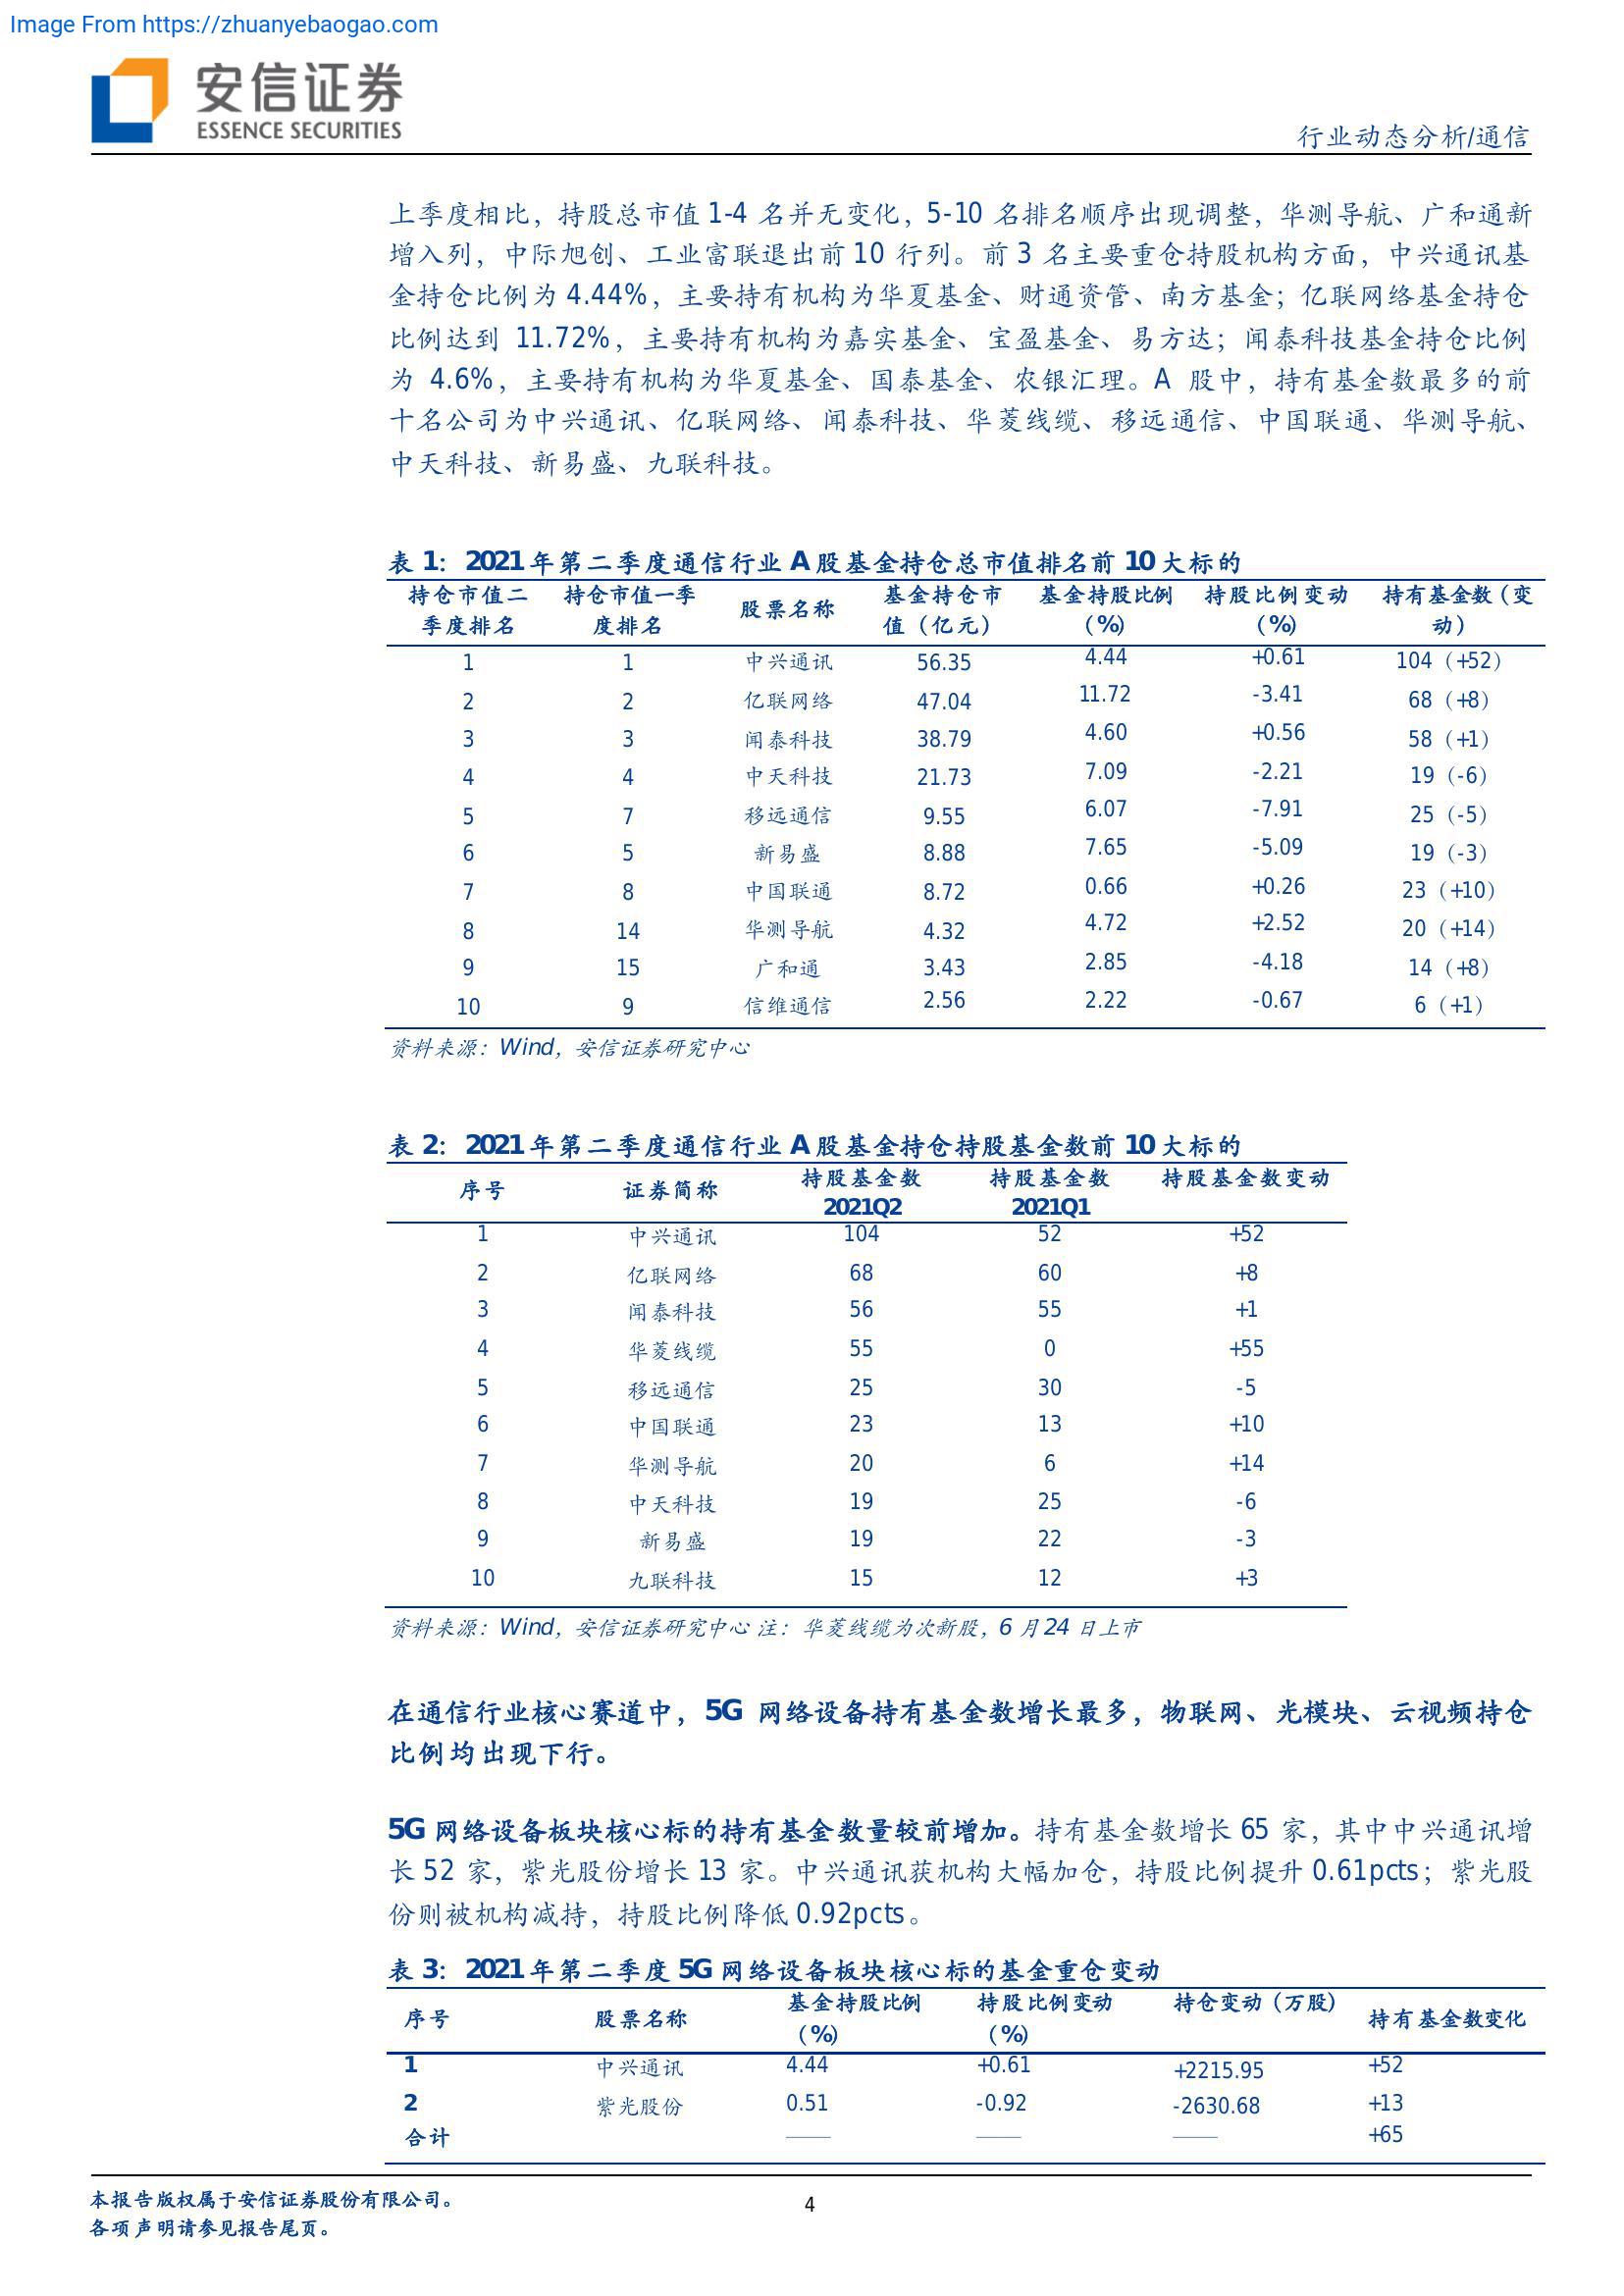 Image From https://zhuanyebaogao.com
安信证券
ESSENCE SECURITIES
行业动态分析/通信
上季度相比，持股总市值 1-4 名并无变化，5-10 名排名顺序出现调整，华测导航、广和通新
增入列，中际旭创、工业富联退出前 10 行列。前 3 名主要重仓持股机构方面，中兴通讯基
金持仓比例为 4.44%，主要持有机构为华夏基金、财通资管、南方基金；亿联网络基金持仓
比例达到 11.72%，主要持有机构为嘉实基金、宝盈基金、易方达；闻泰科技基金持仓比例
为 4.6%，主要持有机构为华夏基金、国泰基金、农银汇理。A 股中，持有基金数最多的前
十名公司为中兴通讯、亿联网络、闻泰科技、华菱线缆、移远通信、中国联通、华测导航、
中天科技、新易盛、九联科技。
表 1：2021 年第二季度通信行业 A 股基金持仓总市值排名前 10 大标的
持仓市值二季度排名 持仓市值一季度排名 股票名称 基金持仓市值（亿元） 基金持股比例（%） 持股比例变动（%） 持有基金数（变动）
1 1 中兴通讯 56.35 4.44 +0.61 104（+52）
2 2 亿联网络 47.04 11.72 -3.41 68（+8）
3 3 闻泰科技 38.79 4.60 +0.56 58（+1）
4 4 中天科技 21.73 7.09 -2.21 19（-6）
5 7 移远通信 9.55 6.07 -7.91 25（-5）
6 5 新易盛 8.88 7.65 -5.09 19（-3）
7 8 中国联通 8.72 0.66 +0.26 23（+10）
8 14 华测导航 4.32 4.72 +2.52 20（+14）
9 15 广和通 3.43 2.85 -4.18 14（+8）
10 9 信维通信 2.56 2.22 -0.67 6（+1）
资料来源：Wind，安信证券研究中心
表 2：2021 年第二季度通信行业 A 股基金持仓持股基金数前 10 大标的
序号 证券简称 持股基金数 2021Q2 持股基金数 2021Q1 持股基金数变动
1 中兴通讯 104 52 +52
2 亿联网络 68 60 +8
3 闻泰科技 56 55 +1
4 华菱线缆 55 0 +55
5 移远通信 25 30 -5
6 中国联通 23 13 +10
7 华测导航 20 6 +14
8 中天科技 19 25 -6
9 新易盛 19 22 -3
10 九联科技 15 12 +3
资料来源：Wind，安信证券研究中心 注：华菱线缆为次新股，6 月 24 日上市
在通信行业核心赛道中，5G 网络设备持有基金数增长最多，物联网、光模块、云视频持仓
比例均出现下行。
5G 网络设备板块核心标的持有基金数量较前增加。持有基金数增长 65 家，其中中兴通讯增
长 52 家，紫光股份增长 13 家。中兴通讯获机构大幅加仓，持股比例提升 0.61pcts；紫光股
份则被机构减持，持股比例降低 0.92pcts。
表 3：2021 年第二季度 5G 网络设备板块核心标的基金重仓变动
序号 股票名称 基金持股比例（%） 持股比例变动（%） 持仓变动（万股） 持有基金数变化
1 中兴通讯 4.44 +0.61 +2215.95 +52
2 紫光股份 0.51 -0.92 -2630.68 +13
合计 —— —— —— +65
本报告版权属于安信证券股份有限公司。
各项声明请参见报告尾页。
4